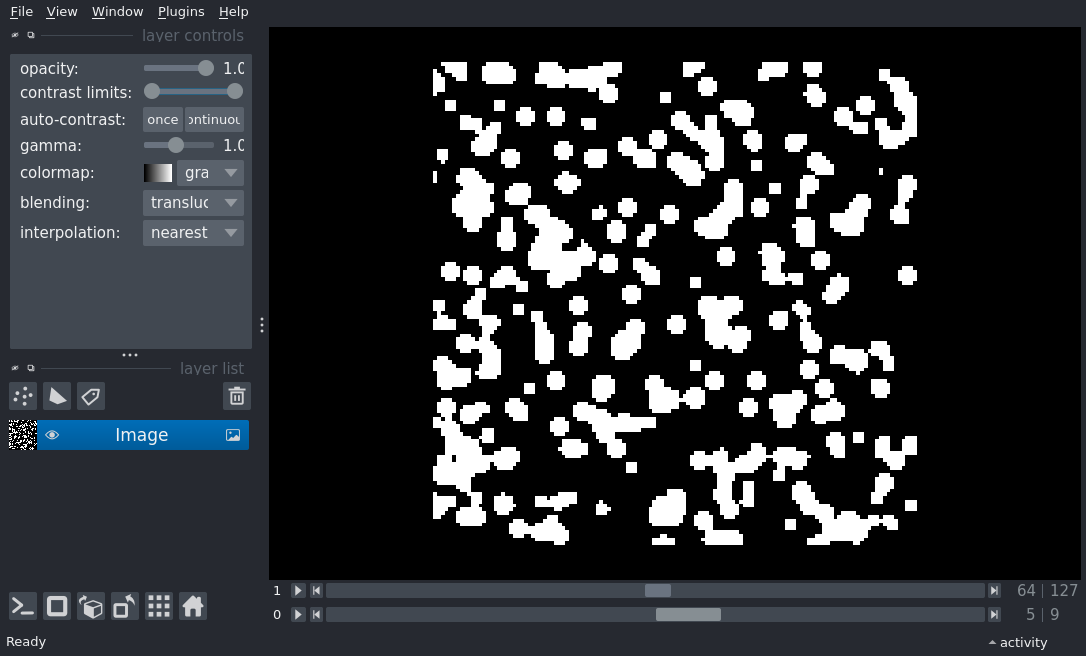 File View Window Plugins Help
layer controls
opacity: 1.0
contrast limits:
auto-contrast: once ontinuou
gamma: 1.0
colormap: gra
blending: transluc
interpolation: nearest
layer list
Image
1 64 127
0 5 9
Ready activity